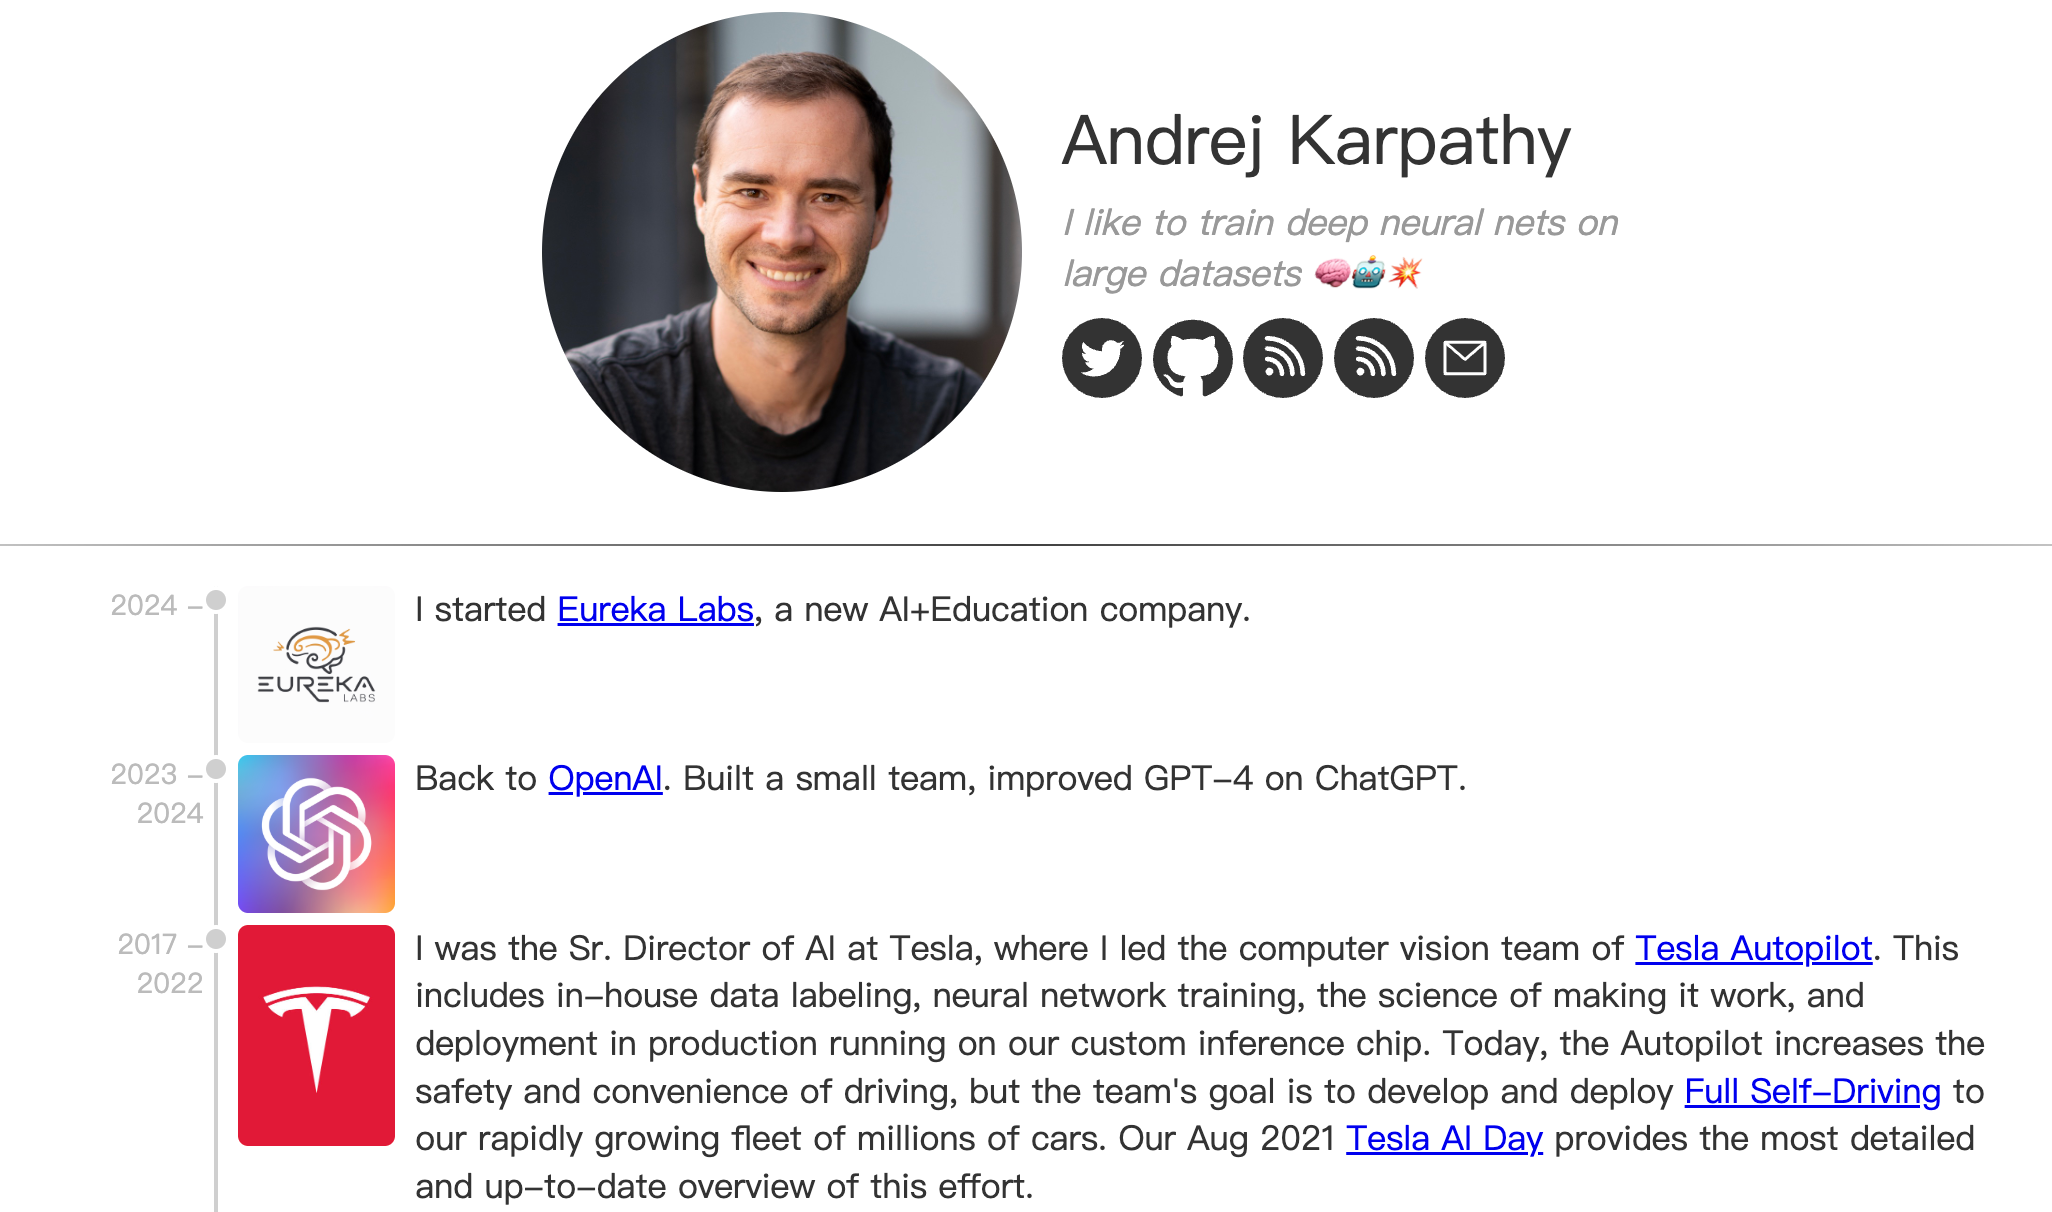 Andrej Karpathy
I like to train deep neural nets on
large datasets 🧠🤖💥
2024 –
EUREKA
LABS
I started Eureka Labs, a new AI+Education company.
2023 –
2024
Back to OpenAI. Built a small team, improved GPT-4 on ChatGPT.
2017 –
2022
I was the Sr. Director of AI at Tesla, where I led the computer vision team of Tesla Autopilot. This
includes in-house data labeling, neural network training, the science of making it work, and
deployment in production running on our custom inference chip. Today, the Autopilot increases the
safety and convenience of driving, but the team's goal is to develop and deploy Full Self-Driving to
our rapidly growing fleet of millions of cars. Our Aug 2021 Tesla AI Day provides the most detailed
and up-to-date overview of this effort.